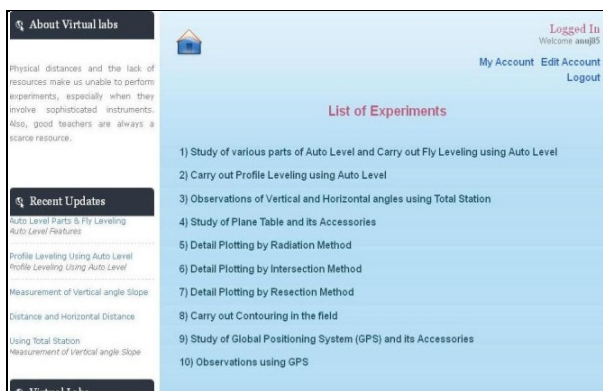 About Virtual labs
Physical distances and the lack of
resources make us unable to perform
experiments, especially when they
involve sophisticated instruments.
Also, good teachers are always a
scarce resource.
Recent Updates
Auto Level Parts & Fly Leveling
Auto Level Features
Profile Leveling Using Auto Level
Profile Leveling Using Auto Level
Measurement of Vertical angle Slope
Distance and Horizontal Distance
Using Total Station
Measurement of Vertical angle Slope
Virtual Labs
Logged In
Welcome anuj05
My Account Edit Account
Logout
List of Experiments
1) Study of various parts of Auto Level and Carry out Fly Leveling using Auto Level
2) Carry out Profile Leveling using Auto Level
3) Observations of Vertical and Horizontal angles using Total Station
4) Study of Plane Table and its Accessories
5) Detail Plotting by Radiation Method
6) Detail Plotting by Intersection Method
7) Detail Plotting by Resection Method
8) Carry out Contouring in the field
9) Study of Global Positioning System (GPS) and its Accessories
10) Observations using GPS